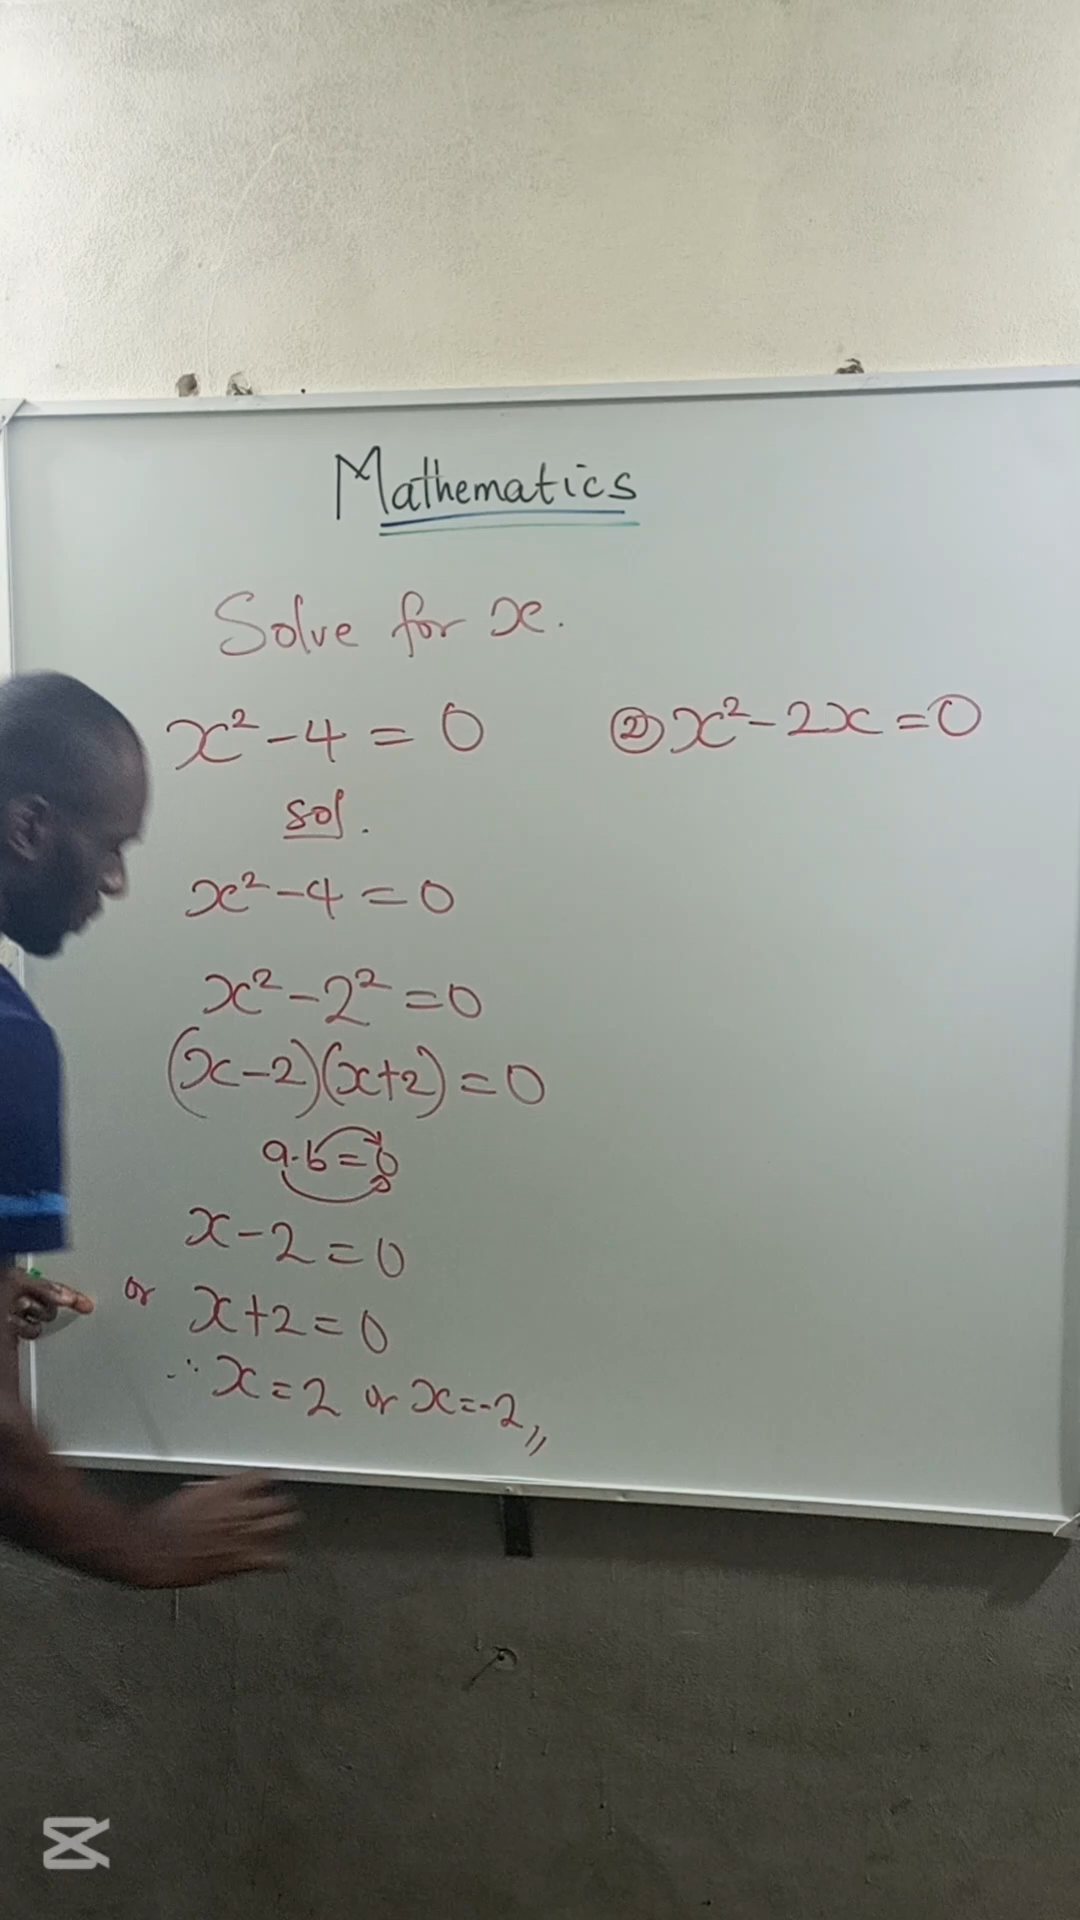 Mathematics
Solve for x.
x² - 4 = 0
sol.
x² - 4 = 0
x² - 2² = 0
(x-2)(x+2) = 0
a.b = 0
x - 2 = 0
or x + 2 = 0
∴ x = 2 or x = -2,,
② x² - 2x = 0